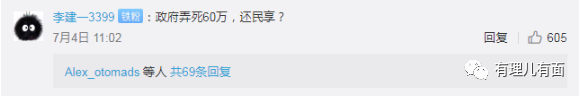 李建一3399 铁粉：政府弄死60万，还民享？
7月4日 11:02 回复 605
Alex_otomads 等人 共69条回复
有理儿有面